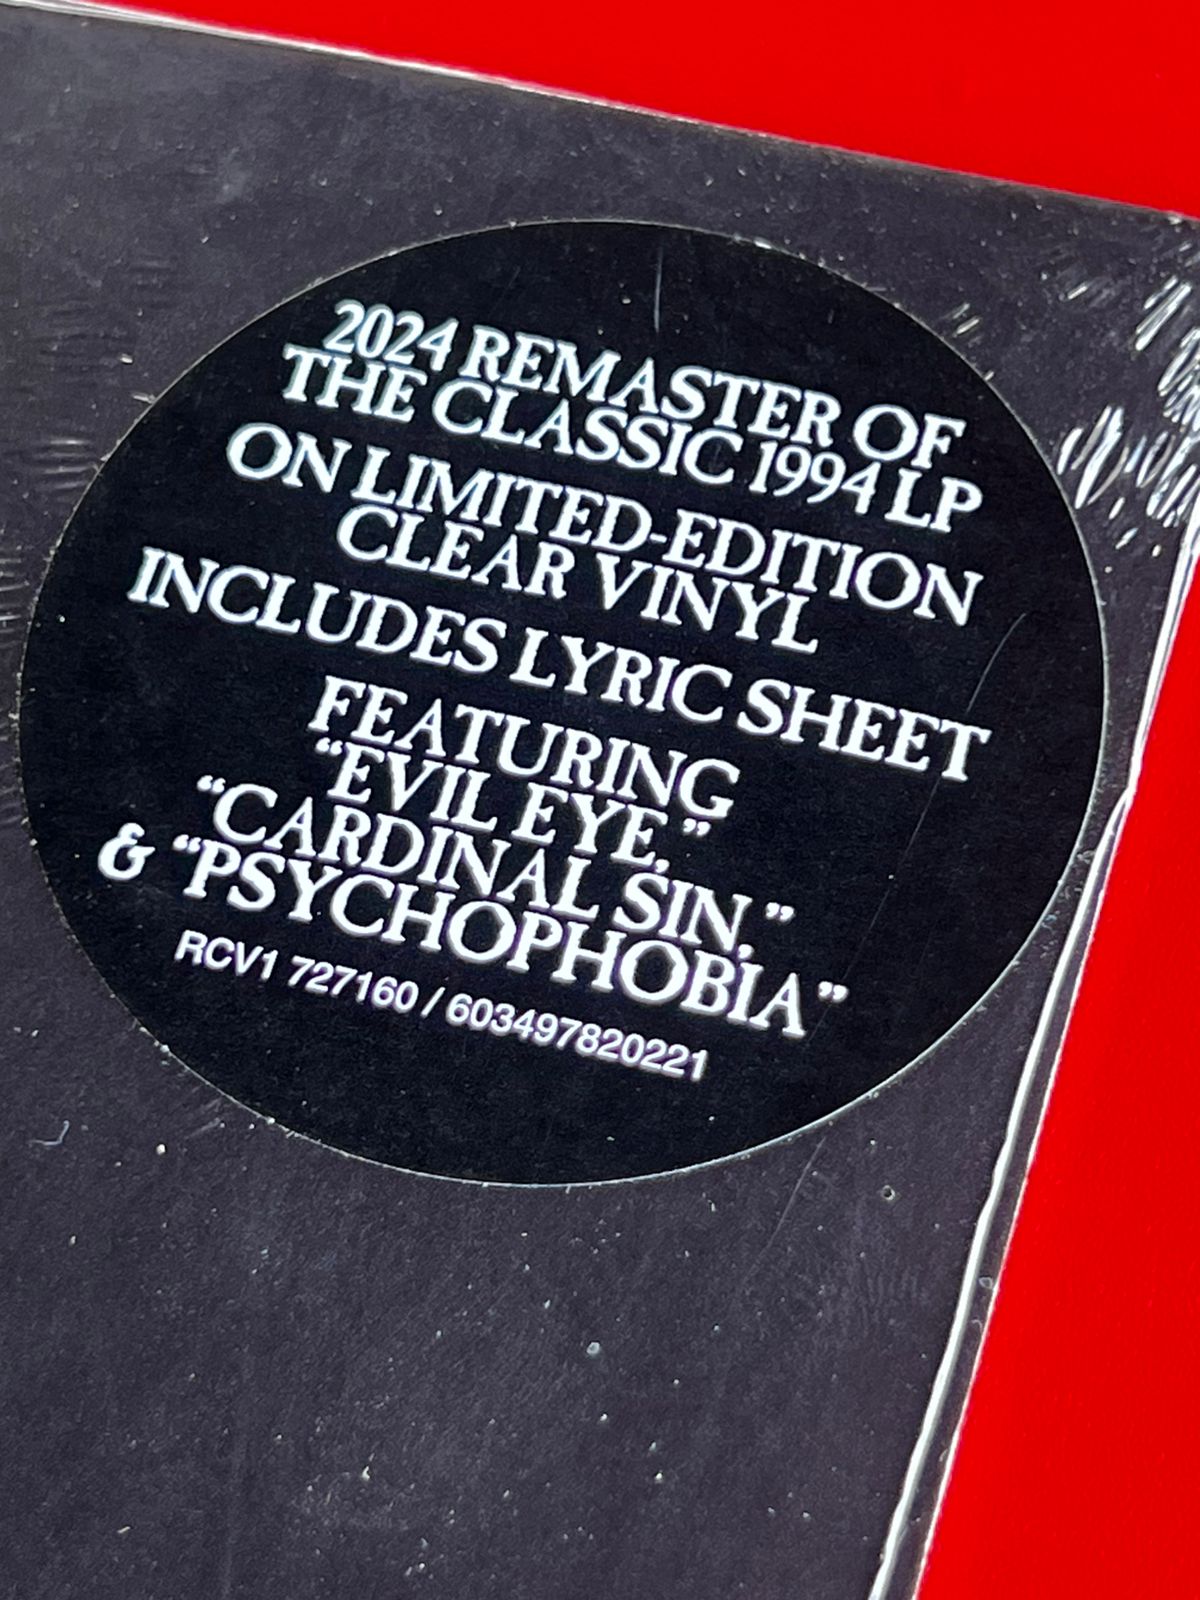 2024 REMASTER OF
THE CLASSIC 1994 LP
ON LIMITED-EDITION
CLEAR VINYL
INCLUDES LYRIC SHEET
FEATURING
“EVIL EYE,”
“CARDINAL SIN,”
& “PSYCHOPHOBIA”
RCV1 727160 / 603497820221